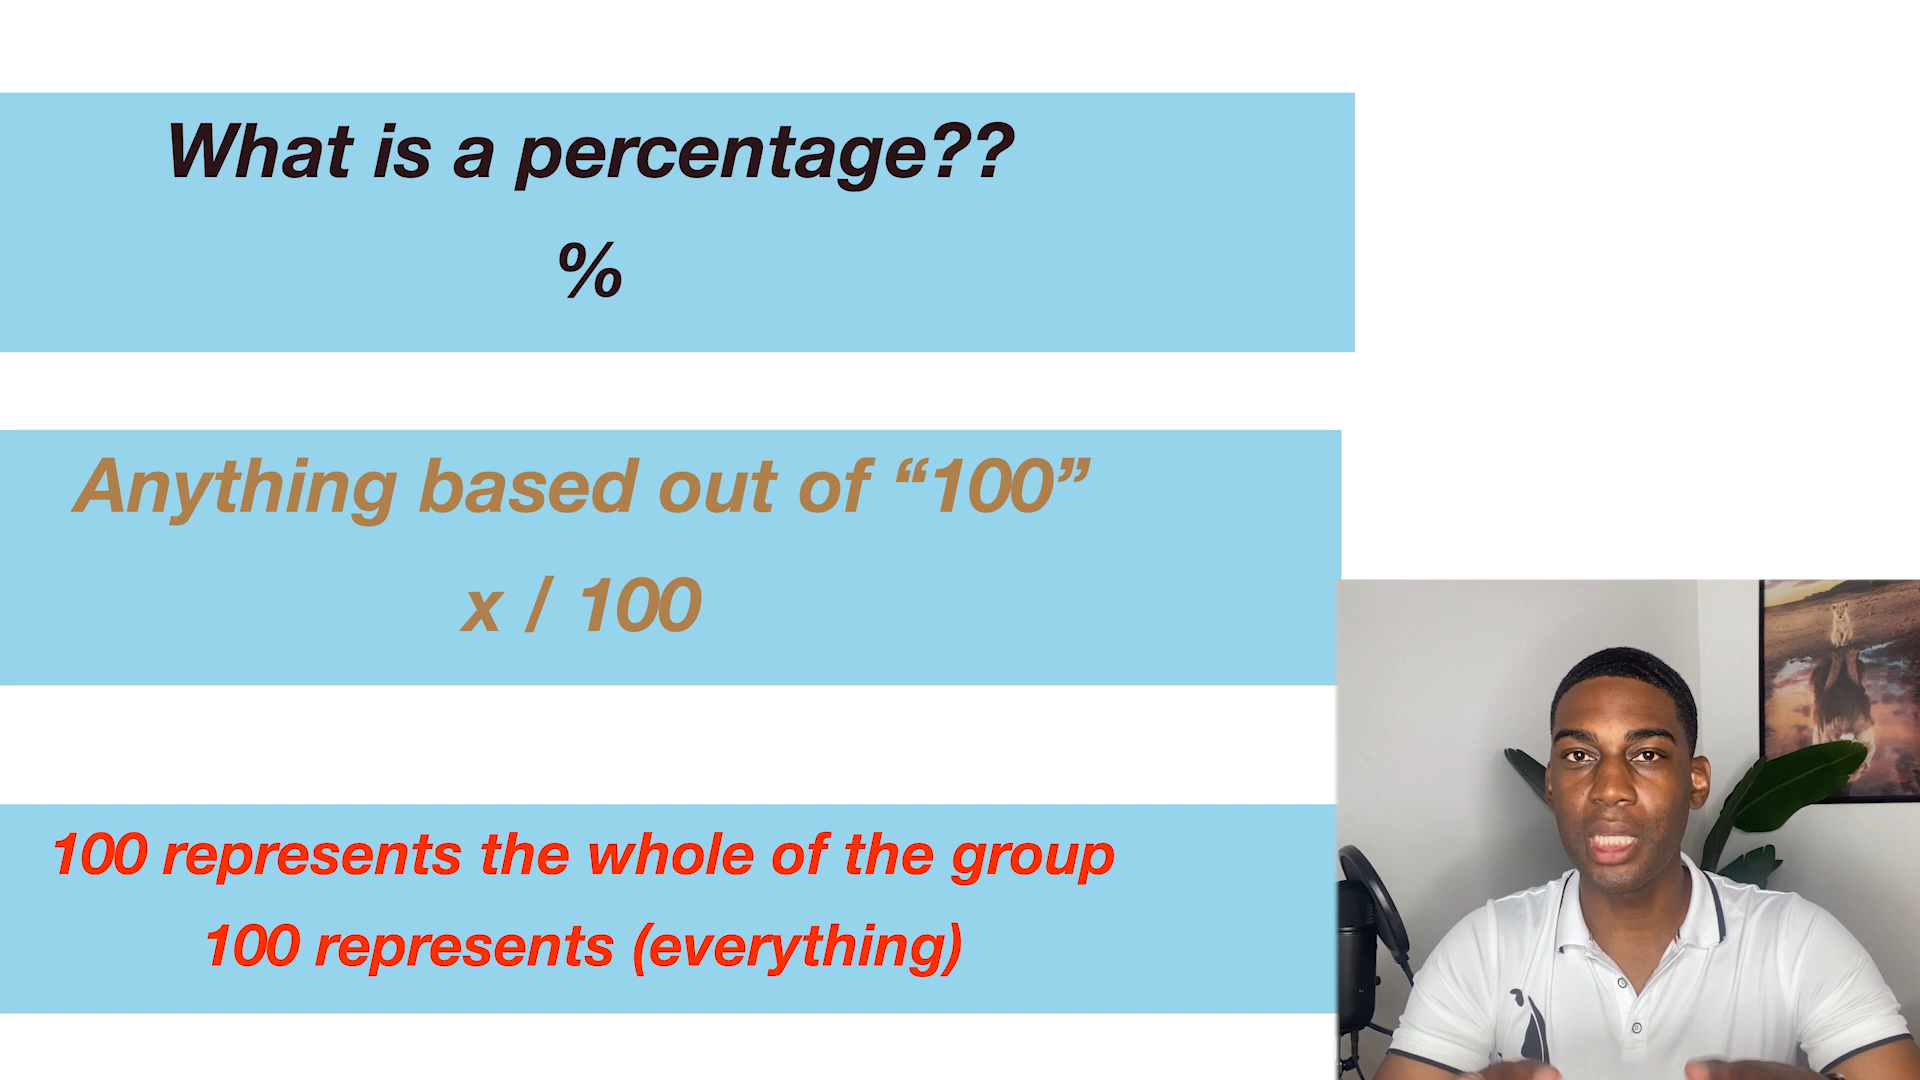 What is a percentage??
%
Anything based out of “100”
x / 100
100 represents the whole of the group
100 represents (everything)